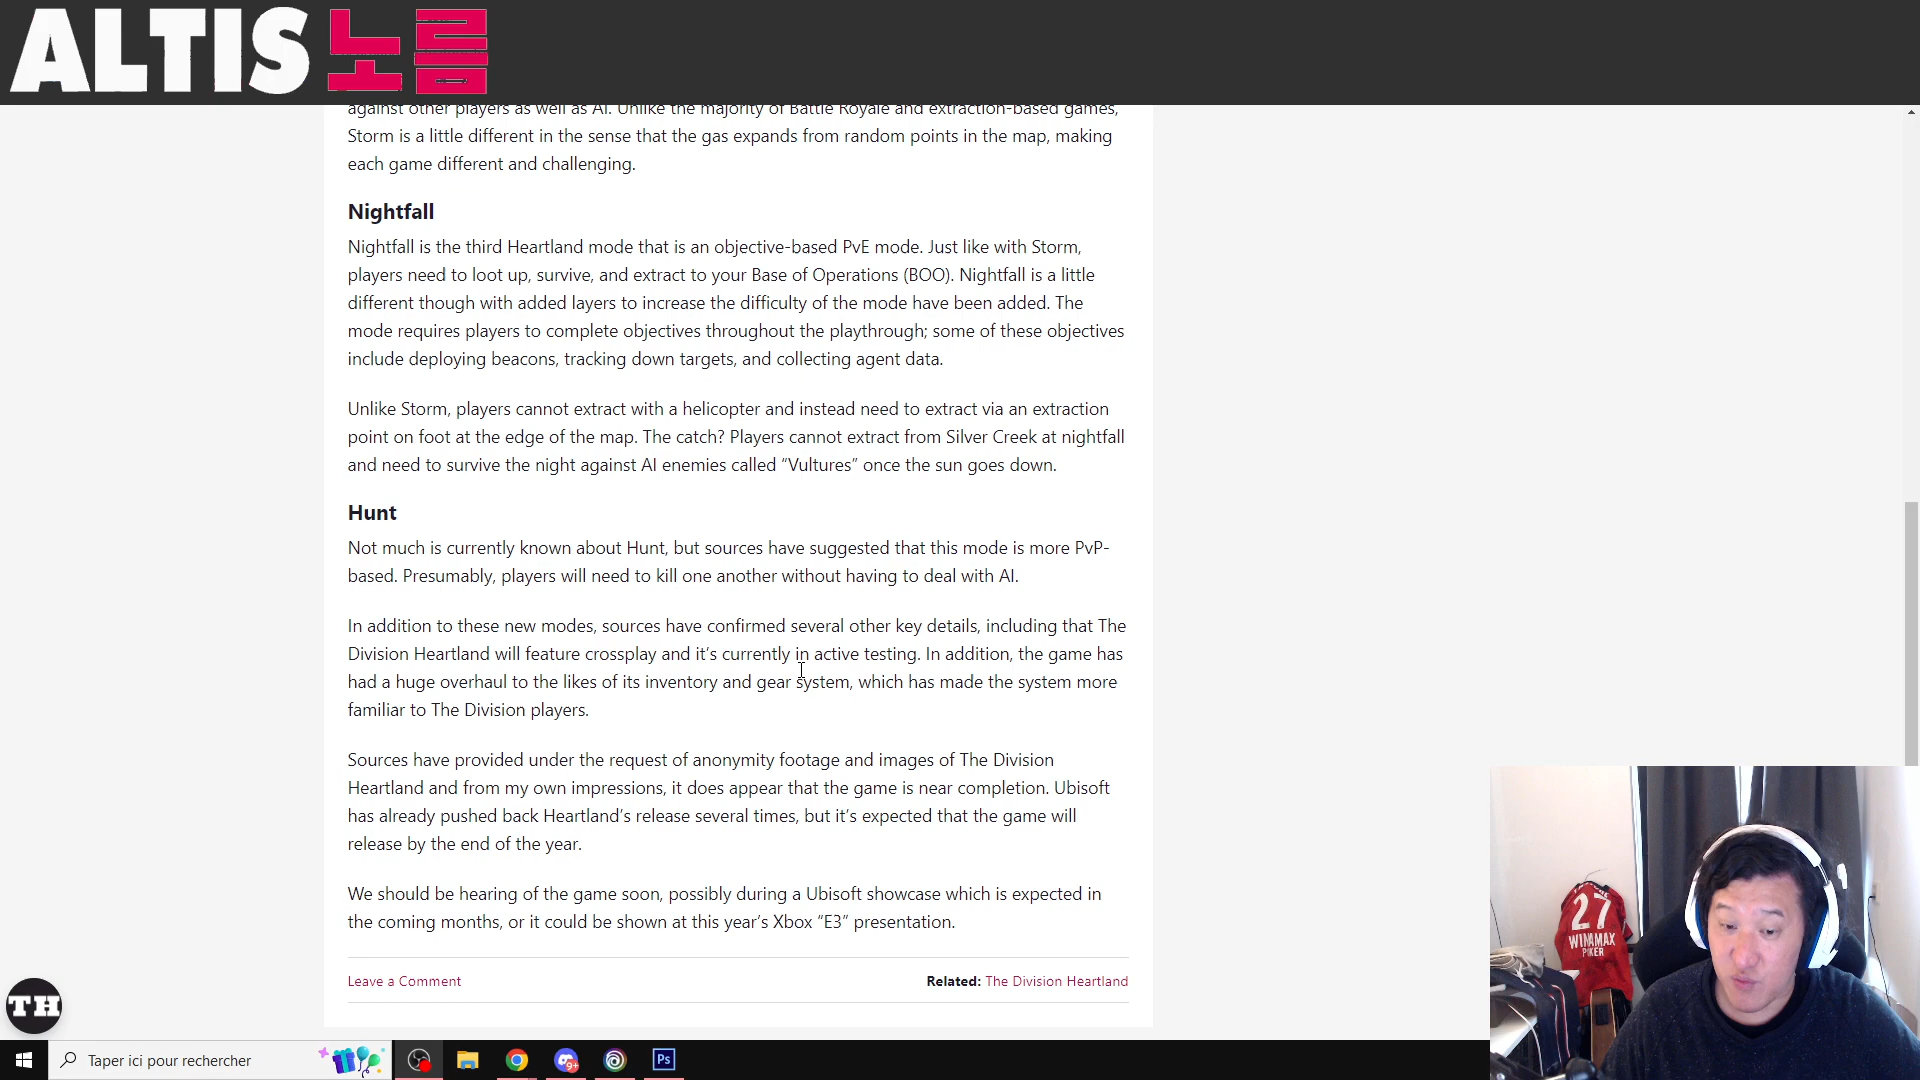 ALTIS노름
against other players as well as AI. Unlike the majority of Battle Royale and extraction-based games,
Storm is a little different in the sense that the gas expands from random points in the map, making
each game different and challenging.
Nightfall
Nightfall is the third Heartland mode that is an objective-based PvE mode. Just like with Storm,
players need to loot up, survive, and extract to your Base of Operations (BOO). Nightfall is a little
different though with added layers to increase the difficulty of the mode have been added. The
mode requires players to complete objectives throughout the playthrough; some of these objectives
include deploying beacons, tracking down targets, and collecting agent data.
Unlike Storm, players cannot extract with a helicopter and instead need to extract via an extraction
point on foot at the edge of the map. The catch? Players cannot extract from Silver Creek at nightfall
and need to survive the night against AI enemies called “Vultures” once the sun goes down.
Hunt
Not much is currently known about Hunt, but sources have suggested that this mode is more PvP-
based. Presumably, players will need to kill one another without having to deal with AI.
In addition to these new modes, sources have confirmed several other key details, including that The
Division Heartland will feature crossplay and it’s currently in active testing. In addition, the game has
had a huge overhaul to the likes of its inventory and gear system, which has made the system more
familiar to The Division players.
Sources have provided under the request of anonymity footage and images of The Division
Heartland and from my own impressions, it does appear that the game is near completion. Ubisoft
has already pushed back Heartland’s release several times, but it’s expected that the game will
release by the end of the year.
We should be hearing of the game soon, possibly during a Ubisoft showcase which is expected in
the coming months, or it could be shown at this year’s Xbox “E3” presentation.
Leave a Comment
Related: The Division Heartland
TH
27
WINAMAX
POKER
Taper ici pour rechercher
9+
Ps